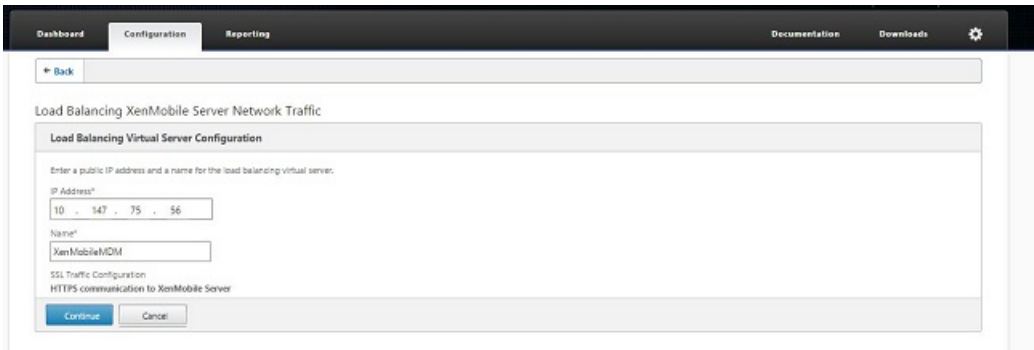 Dashboard Configuration Reporting Documentation Downloads
← Back
Load Balancing XenMobile Server Network Traffic
Load Balancing Virtual Server Configuration
Enter a public IP address and a name for the load balancing virtual server.
IP Address*
10 . 147 . 75 . 56
Name*
XenMobileMDM
SSL Traffic Configuration
HTTPS communication to XenMobile Server
Continue Cancel